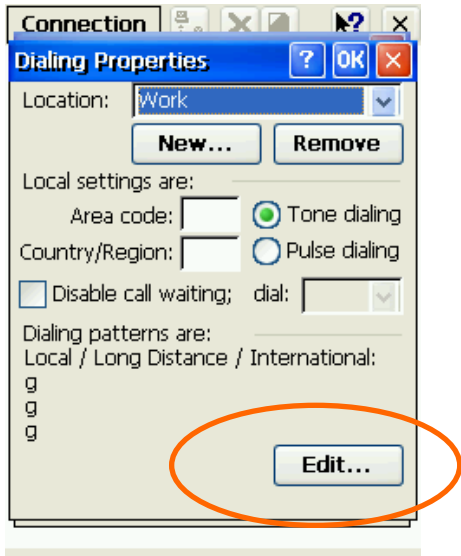 Connection ? ×
Dialing Properties ? OK ×
Location: Work
New... Remove
Local settings are:
Area code: Tone dialing
Country/Region: Pulse dialing
Disable call waiting; dial:
Dialing patterns are:
Local / Long Distance / International:
g
g
g
Edit...